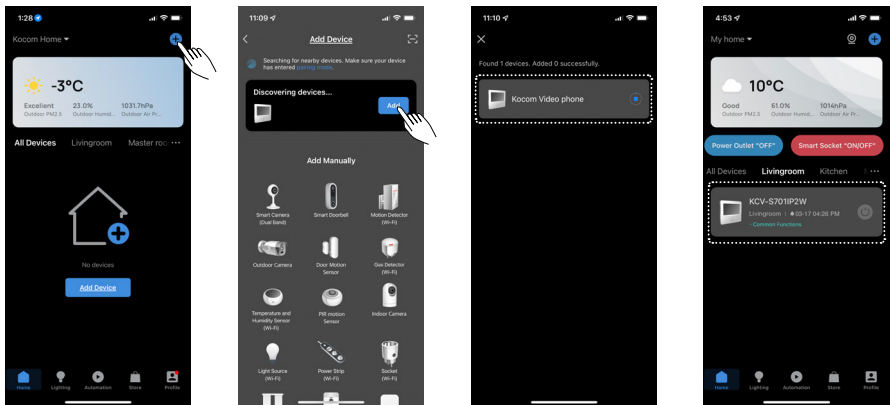 1:28
Kocom Home
-3°C
Excellent 23.0% 1031.7hPa
Outdoor PM2.5 Outdoor Humid... Outdoor Air Pr...
All Devices Livingroom Master roo ...
No devices
Add Device
Home Lighting Automation Store Profile
11:09
Add Device
Searching for nearby devices. Make sure your device
has entered pairing mode.
Discovering devices...
Add
Add Manually
Smart Camera
(Dual Band)
Smart Doorbell
Motion Detector
(Wi-Fi)
Outdoor Camera
Door Motion
Sensor
Gas Detector
(Wi-Fi)
Temperature and
Humidity Sensor
(Wi-Fi)
PIR motion
Sensor
Indoor Camera
Light Source
(Wi-Fi)
Power Strip
(Wi-Fi)
Socket
(Wi-Fi)
11:10
Found 1 devices. Added 0 successfully.
Kocom Video phone
4:53
My home
10°C
Good 61.0% 1014hPa
Outdoor PM2.5 Outdoor Humid... Outdoor Air Pr...
Power Outlet "OFF" Smart Socket "ON/OFF"
All Devices Livingroom Kitchen ...
KCV-S701IP2W
Livingroom 03-17 04:26 PM
Common Functions
Home Lighting Automation Store Profile